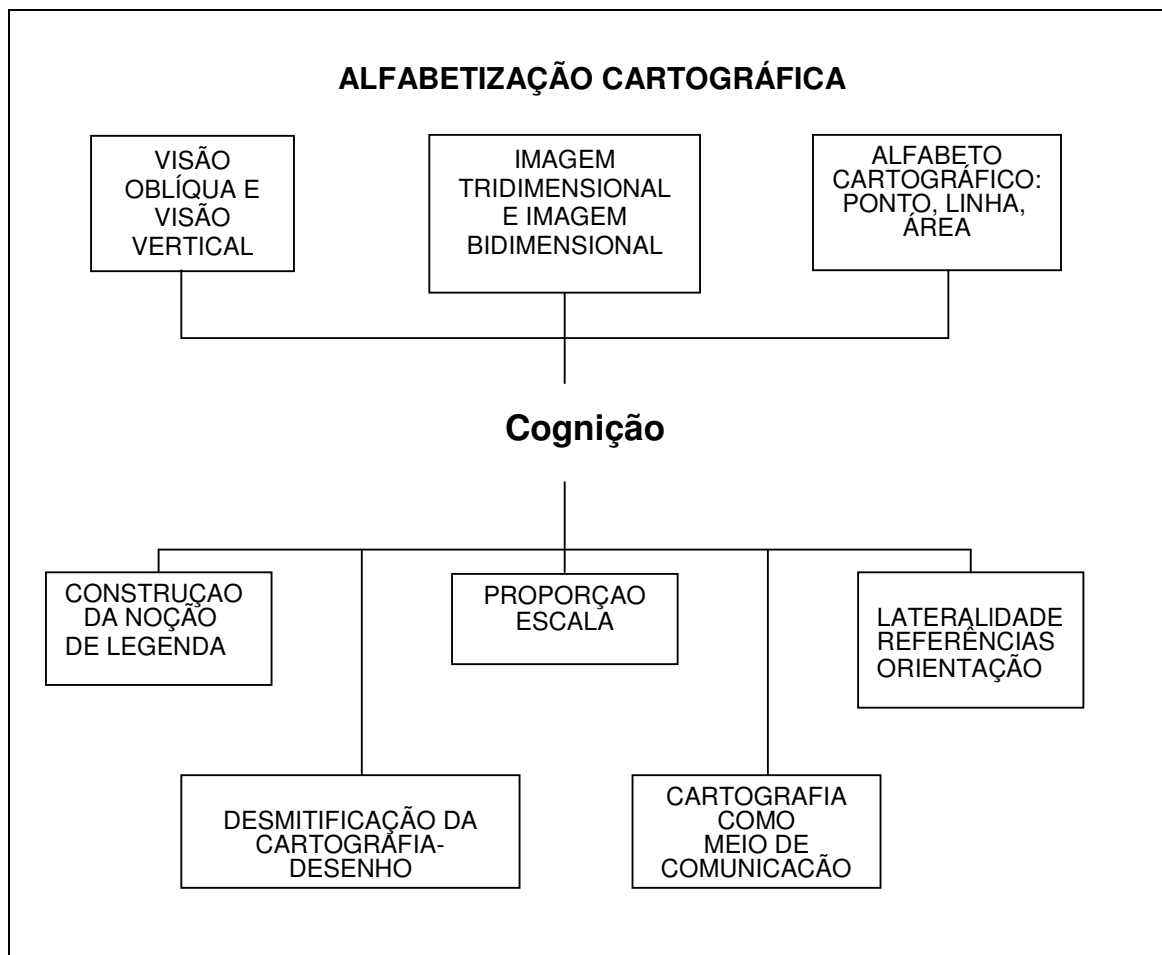 ALFABETIZAÇÃO CARTOGRÁFICA
VISÃO
OBLÍQUA E
VISÃO
VERTICAL
IMAGEM
TRIDIMENSIONAL
E IMAGEM
BIDIMENSIONAL
ALFABETO
CARTOGRÁFICO:
PONTO, LINHA,
ÁREA
Cognição
CONSTRUÇAO
DA NOÇÃO
DE LEGENDA
PROPORÇAO
ESCALA
LATERALIDADE
REFERÊNCIAS
ORIENTAÇÃO
DESMITIFICAÇÃO DA
CARTOGRAFIA-
DESENHO
CARTOGRAFIA
COMO
MEIO DE
COMUNICAÇÃO